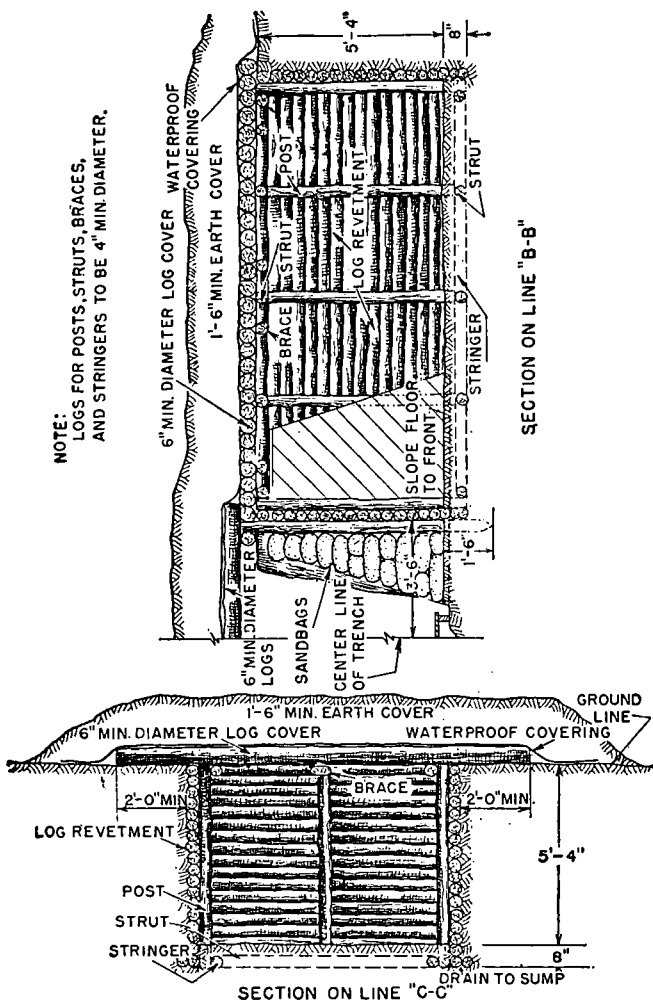 NOTE:
LOGS FOR POSTS, STRUTS, BRACES,
AND STRINGERS TO BE 4" MIN. DIAMETER.
6" MIN. DIAMETER LOG COVER
WATERPROOF
COVERING
1'-6" MIN. EARTH COVER
BRACE
STRUT
POST
LOG REVETMENT
5'-4"
8"
6" MIN. DIAMETER
LOGS
SANDBAGS
CENTER LINE
OF TRENCH
3'-6"
SLOPE FLOOR
TO FRONT
1'-6"
STRINGER
STRUT
SECTION ON LINE "B-B"
1'-6" MIN. EARTH COVER
GROUND
LINE
6" MIN. DIAMETER LOG COVER
WATERPROOF
COVERING
BRACE
2'-0" MIN.
2'-0" MIN.
LOG REVETMENT
5'-4"
POST
STRUT
STRINGER
8"
DRAIN TO SUMP
SECTION ON LINE "C-C"